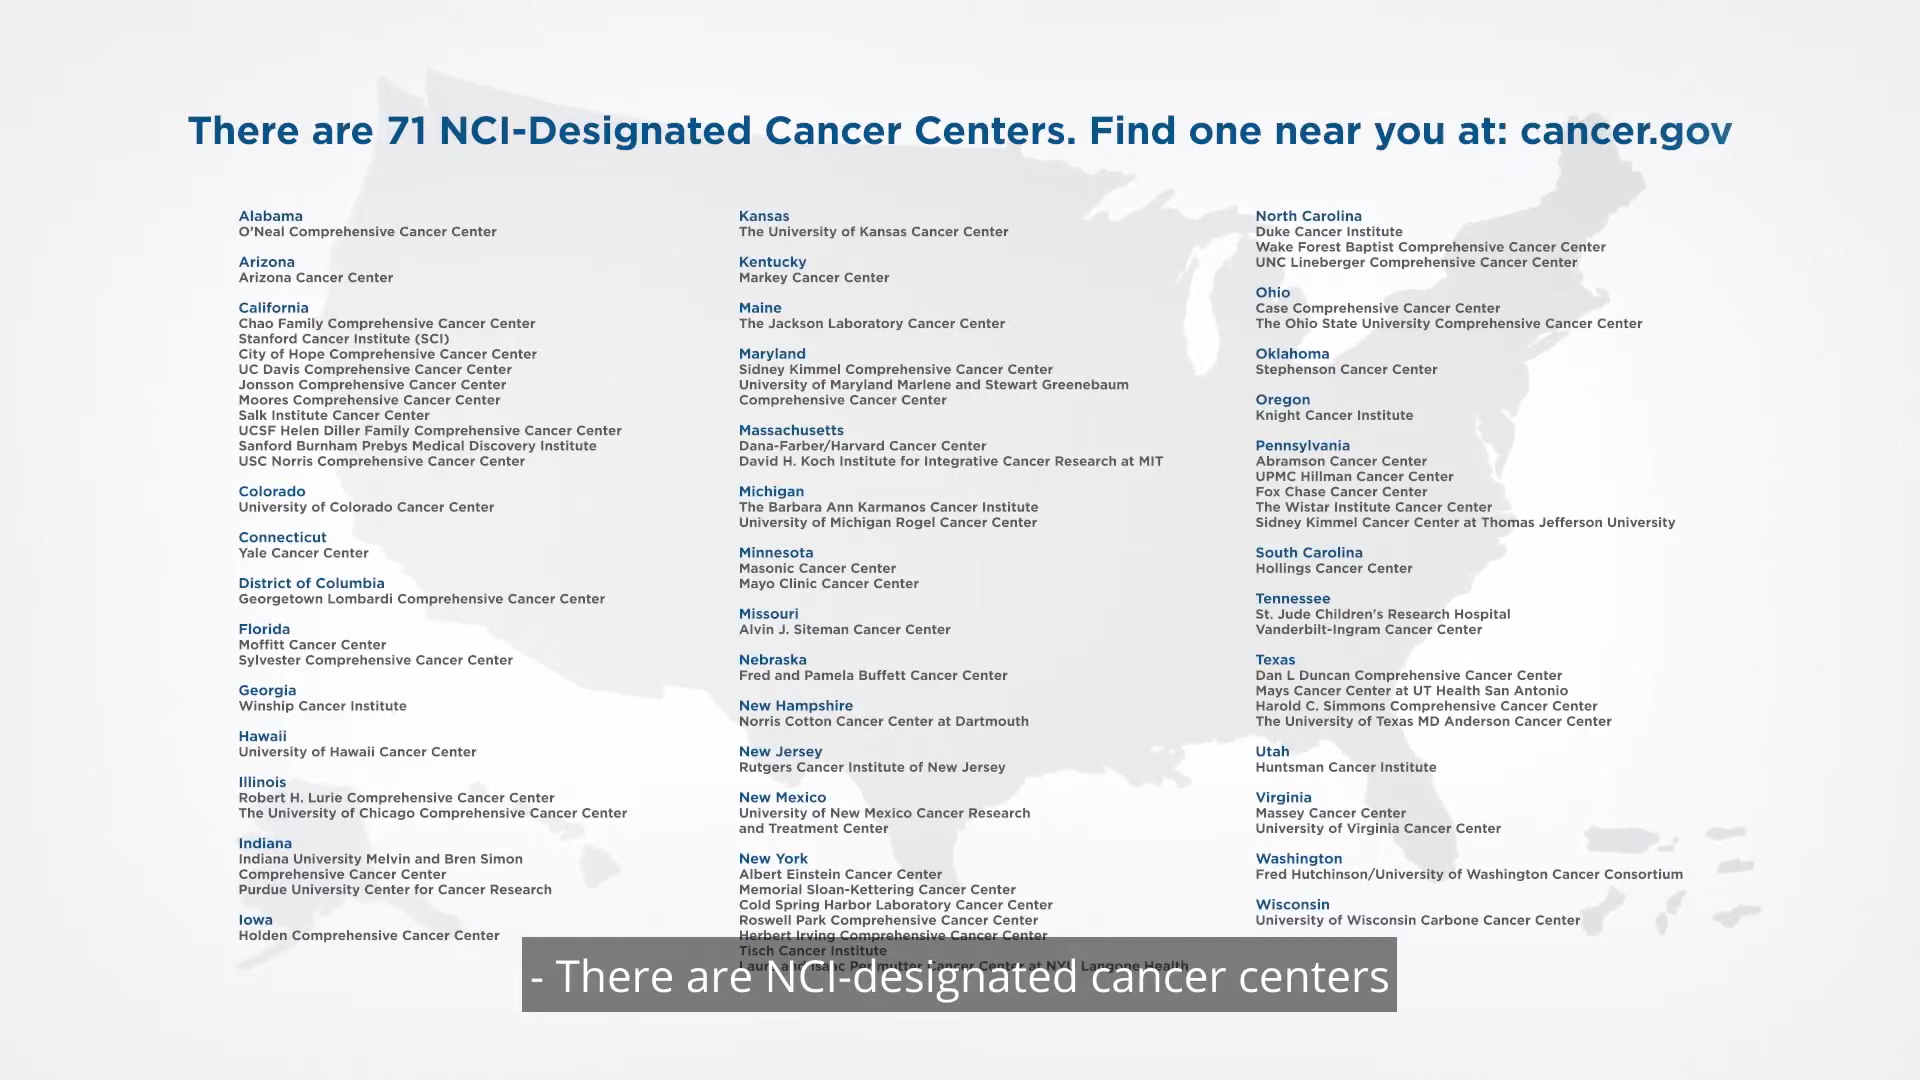 There are 71 NCI-Designated Cancer Centers. Find one near you at: cancer.gov
Alabama
O'Neal Comprehensive Cancer Center
Arizona
Arizona Cancer Center
California
Chao Family Comprehensive Cancer Center
Stanford Cancer Institute (SCI)
City of Hope Comprehensive Cancer Center
UC Davis Comprehensive Cancer Center
Jonsson Comprehensive Cancer Center
Moores Comprehensive Cancer Center
Salk Institute Cancer Center
UCSF Helen Diller Family Comprehensive Cancer Center
Sanford Burnham Prebys Medical Discovery Institute
USC Norris Comprehensive Cancer Center
Colorado
University of Colorado Cancer Center
Connecticut
Yale Cancer Center
District of Columbia
Georgetown Lombardi Comprehensive Cancer Center
Florida
Moffitt Cancer Center
Sylvester Comprehensive Cancer Center
Georgia
Winship Cancer Institute
Hawaii
University of Hawaii Cancer Center
Illinois
Robert H. Lurie Comprehensive Cancer Center
The University of Chicago Comprehensive Cancer Center
Indiana
Indiana University Melvin and Bren Simon
Comprehensive Cancer Center
Purdue University Center for Cancer Research
Iowa
Holden Comprehensive Cancer Center
Kansas
The University of Kansas Cancer Center
Kentucky
Markey Cancer Center
Maine
The Jackson Laboratory Cancer Center
Maryland
Sidney Kimmel Comprehensive Cancer Center
University of Maryland Marlene and Stewart Greenebaum
Comprehensive Cancer Center
Massachusetts
Dana-Farber/Harvard Cancer Center
David H. Koch Institute for Integrative Cancer Research at MIT
Michigan
The Barbara Ann Karmanos Cancer Institute
University of Michigan Rogel Cancer Center
Minnesota
Masonic Cancer Center
Mayo Clinic Cancer Center
Missouri
Alvin J. Siteman Cancer Center
Nebraska
Fred and Pamela Buffett Cancer Center
New Hampshire
Norris Cotton Cancer Center at Dartmouth
New Jersey
Rutgers Cancer Institute of New Jersey
New Mexico
University of New Mexico Cancer Research
and Treatment Center
New York
Albert Einstein Cancer Center
Memorial Sloan-Kettering Cancer Center
Cold Spring Harbor Laboratory Cancer Center
Roswell Park Comprehensive Cancer Center
Herbert Irving Comprehensive Cancer Center
Tisch Cancer Institute
and Isaac Perlmutter Cancer Center at NYU Langone Health
North Carolina
Duke Cancer Institute
Wake Forest Baptist Comprehensive Cancer Center
UNC Lineberger Comprehensive Cancer Center
Ohio
Case Comprehensive Cancer Center
The Ohio State University Comprehensive Cancer Center
Oklahoma
Stephenson Cancer Center
Oregon
Knight Cancer Institute
Pennsylvania
Abramson Cancer Center
UPMC Hillman Cancer Center
Fox Chase Cancer Center
The Wistar Institute Cancer Center
Sidney Kimmel Cancer Center at Thomas Jefferson University
South Carolina
Hollings Cancer Center
Tennessee
St. Jude Children's Research Hospital
Vanderbilt-Ingram Cancer Center
Texas
Dan L Duncan Comprehensive Cancer Center
Mays Cancer Center at UT Health San Antonio
Harold C. Simmons Comprehensive Cancer Center
The University of Texas MD Anderson Cancer Center
Utah
Huntsman Cancer Institute
Virginia
Massey Cancer Center
University of Virginia Cancer Center
Washington
Fred Hutchinson/University of Washington Cancer Consortium
Wisconsin
University of Wisconsin Carbone Cancer Center
- There are NCI-designated cancer centers